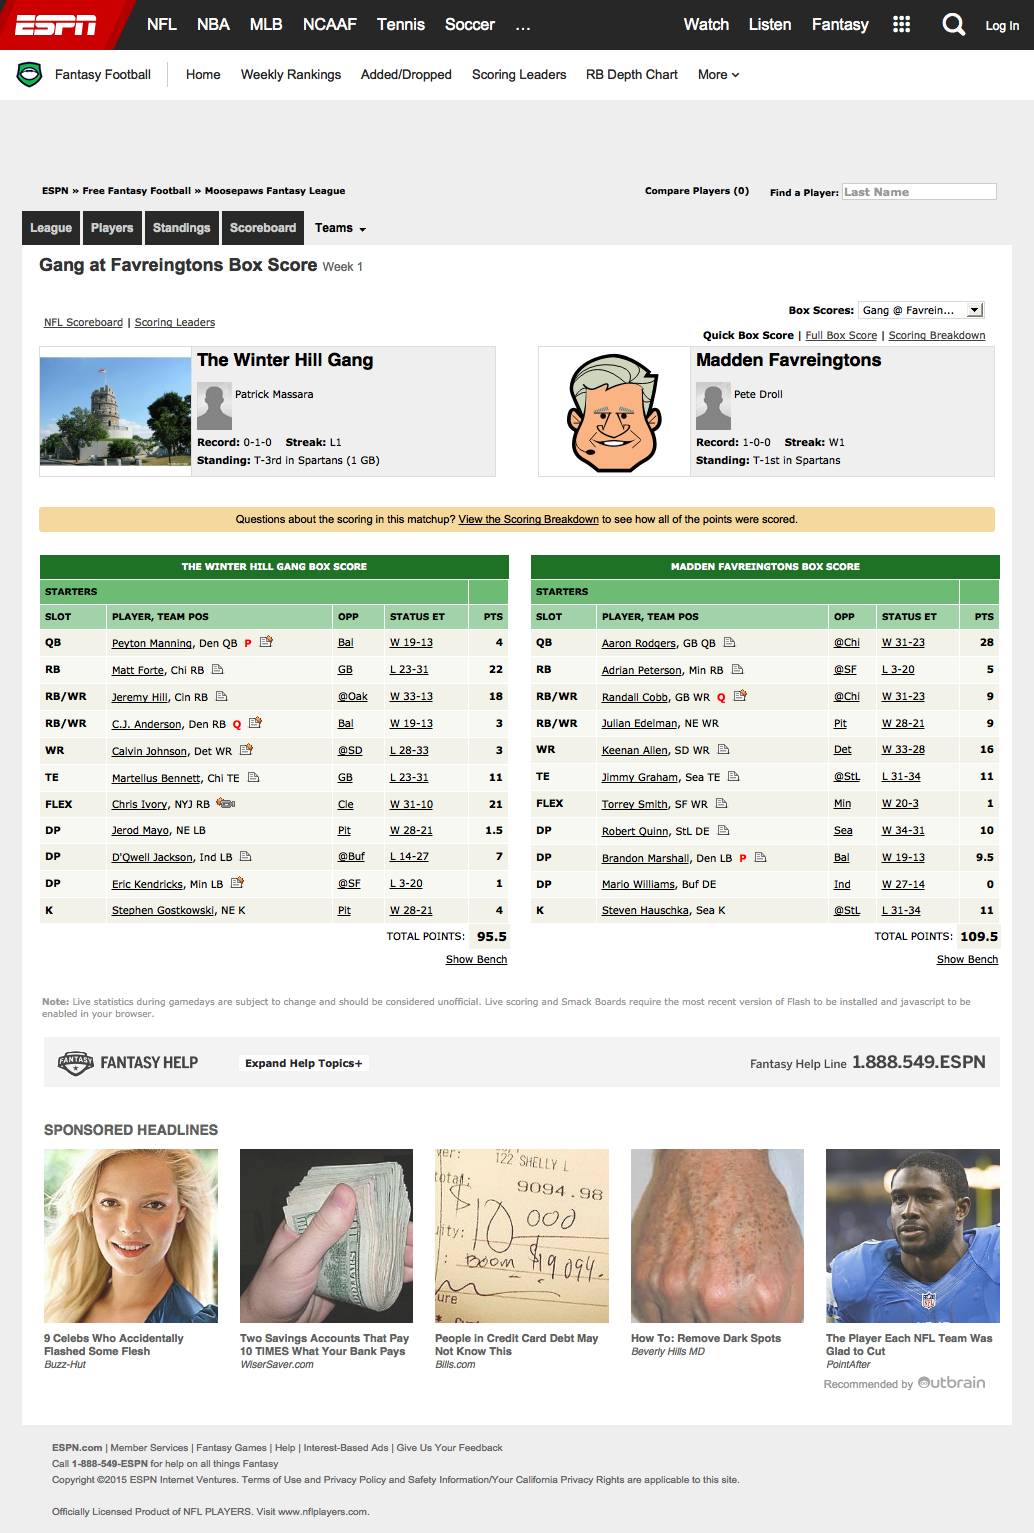 ESPN NFL NBA MLB NCAAF Tennis Soccer ... Watch Listen Fantasy Log In
Fantasy Football Home Weekly Rankings Added/Dropped Scoring Leaders RB Depth Chart More
ESPN » Free Fantasy Football » Moosepaws Fantasy League Compare Players (0) Find a Player: Last Name
League Players Standings Scoreboard Teams
Gang at Favreingtons Box Score Week 1
Box Scores: Gang @ Favrein...
NFL Scoreboard | Scoring Leaders
Quick Box Score | Full Box Score | Scoring Breakdown
The Winter Hill Gang
Patrick Massara
Record: 0-1-0 Streak: L1
Standing: T-3rd in Spartans (1 GB)
Madden Favreingtons
Pete Droll
Record: 1-0-0 Streak: W1
Standing: T-1st in Spartans
Questions about the scoring in this matchup? View the Scoring Breakdown to see how all of the points were scored.
THE WINTER HILL GANG BOX SCORE
STARTERS
SLOT PLAYER, TEAM POS OPP STATUS ET PTS
QB Peyton Manning, Den QB P Bal W 19-13 4
RB Matt Forte, Chi RB GB L 23-31 22
RB/WR Jeremy Hill, Cin RB @Oak W 33-13 18
RB/WR C.J. Anderson, Den RB Q Bal W 19-13 3
WR Calvin Johnson, Det WR @SD L 28-33 3
TE Martellus Bennett, Chi TE GB L 23-31 11
FLEX Chris Ivory, NYJ RB Cle W 31-10 21
DP Jerod Mayo, NE LB Pit W 28-21 1.5
DP D'Qwell Jackson, Ind LB @Buf L 14-27 7
DP Eric Kendricks, Min LB @SF L 3-20 1
K Stephen Gostkowski, NE K Pit W 28-21 4
TOTAL POINTS: 95.5
Show Bench
MADDEN FAVREINGTONS BOX SCORE
STARTERS
SLOT PLAYER, TEAM POS OPP STATUS ET PTS
QB Aaron Rodgers, GB QB @Chi W 31-23 28
RB Adrian Peterson, Min RB @SF L 3-20 5
RB/WR Randall Cobb, GB WR Q @Chi W 31-23 9
RB/WR Julian Edelman, NE WR Pit W 28-21 9
WR Keenan Allen, SD WR Det W 33-28 16
TE Jimmy Graham, Sea TE @StL L 31-34 11
FLEX Torrey Smith, SF WR Min W 20-3 1
DP Robert Quinn, StL DE Sea W 34-31 10
DP Brandon Marshall, Den LB P Bal W 19-13 9.5
DP Mario Williams, Buf DE Ind W 27-14 0
K Steven Hauschka, Sea K @StL L 31-34 11
TOTAL POINTS: 109.5
Show Bench
Note: Live statistics during gamedays are subject to change and should be considered unofficial. Live scoring and Smack Boards require the most recent version of Flash to be installed and javascript to be
enabled in your browser.
FANTASY FANTASY HELP Expand Help Topics+ Fantasy Help Line 1.888.549.ESPN
SPONSORED HEADLINES
122 SHELLY L
9094.98
$10 000
Boom $19094.
ure
NFL
9 Celebs Who Accidentally
Flashed Some Flesh
Buzz-Hut
Two Savings Accounts That Pay
10 TIMES What Your Bank Pays
WiserSaver.com
People in Credit Card Debt May
Not Know This
Bills.com
How To: Remove Dark Spots
Beverly Hills MD
The Player Each NFL Team Was
Glad to Cut
PointAfter
Recommended by Outbrain
ESPN.com | Member Services | Fantasy Games | Help | Interest-Based Ads | Give Us Your Feedback
Call 1-888-549-ESPN for help on all things Fantasy
Copyright ©2015 ESPN Internet Ventures. Terms of Use and Privacy Policy and Safety Information/Your California Privacy Rights are applicable to this site.
Officially Licensed Product of NFL PLAYERS. Visit www.nflplayers.com.